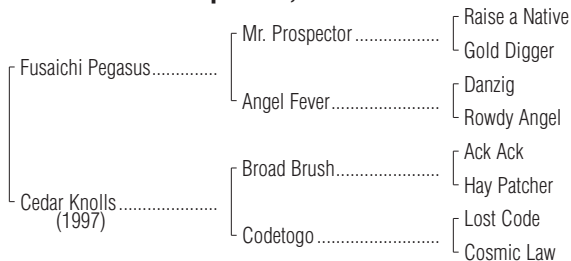 Raise a Native
Mr. Prospector ..................
Gold Digger
Fusaichi Pegasus..............
Danzig
Angel Fever........................
Rowdy Angel
Ack Ack
Broad Brush.......................
Hay Patcher
Cedar Knolls .....................
(1997)
Lost Code
Codetogo ...........................
Cosmic Law